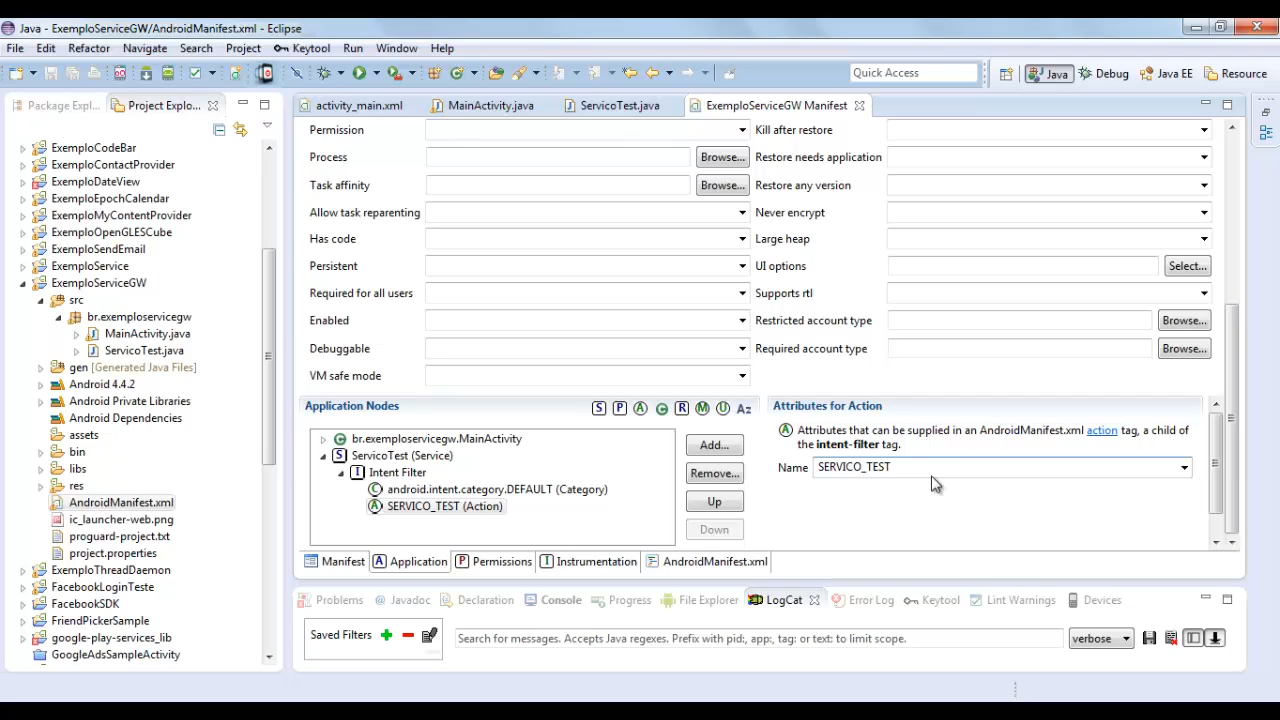 Java - ExemploServiceGW/AndroidManifest.xml - Eclipse
File Edit Refactor Navigate Search Project Keytool Run Window Help
Quick Access Java Debug Java EE Resource
Package Expl... Project Explo...
activity_main.xml MainActivity.java ServicoTest.java ExemploServiceGW Manifest
ExemploCodeBar
ExemploContactProvider
ExemploDateView
ExemploEpochCalendar
ExemploMyContentProvider
ExemploOpenGLESCube
ExemploSendEmail
ExemploService
ExemploServiceGW
src
br.exemploservicegw
MainActivity.java
ServicoTest.java
gen [Generated Java Files]
Android 4.4.2
Android Private Libraries
Android Dependencies
assets
bin
libs
res
AndroidManifest.xml
ic_launcher-web.png
proguard-project.txt
project.properties
ExemploThreadDaemon
FacebookLoginTeste
FacebookSDK
FriendPickerSample
google-play-services_lib
GoogleAdsSampleActivity
Permission Kill after restore
Process Browse... Restore needs application
Task affinity Browse... Restore any version
Allow task reparenting Never encrypt
Has code Large heap
Persistent UI options Select...
Required for all users Supports rtl
Enabled Restricted account type Browse...
Debuggable Required account type Browse...
VM safe mode
Application Nodes S P A C R M U Az
br.exemploservicegw.MainActivity
S ServicoTest (Service)
I Intent Filter
C android.intent.category.DEFAULT (Category)
A SERVICO_TEST (Action)
Add...
Remove...
Up
Down
Attributes for Action
A Attributes that can be supplied in an AndroidManifest.xml action tag, a child of
the intent-filter tag.
Name SERVICO_TEST
Manifest A Application P Permissions I Instrumentation AndroidManifest.xml
Problems @ Javadoc Declaration Console Progress File Explorer LogCat Error Log Keytool Lint Warnings Devices
Saved Filters Search for messages. Accepts Java regexes. Prefix with pid:, app:, tag: or text: to limit scope. verbose